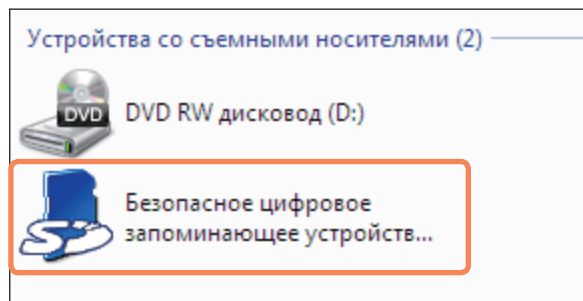 Устройства со съемными носителями (2)
DVD
DVD RW дисковод (D:)
SD
Безопасное цифровое
запоминающее устройств...